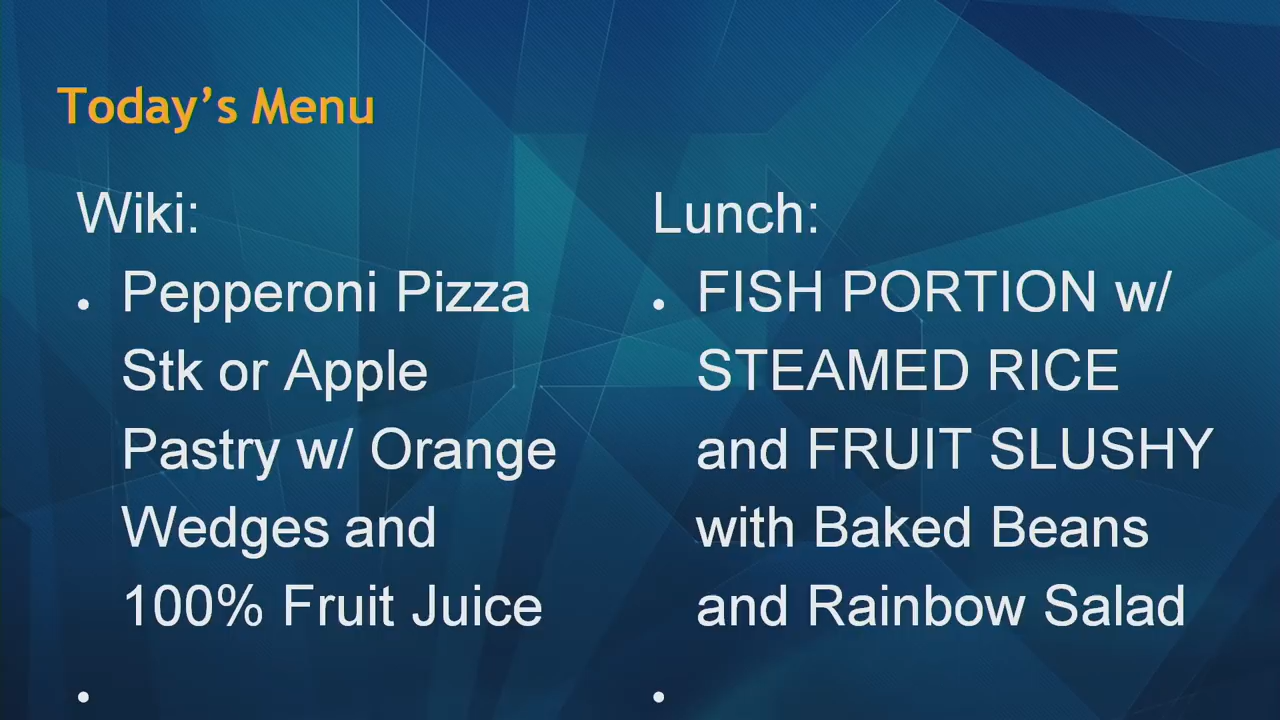 Today’s Menu
Wiki:
• Pepperoni Pizza
Stk or Apple
Pastry w/ Orange
Wedges and
100% Fruit Juice
•
Lunch:
• FISH PORTION w/
STEAMED RICE
and FRUIT SLUSHY
with Baked Beans
and Rainbow Salad
•